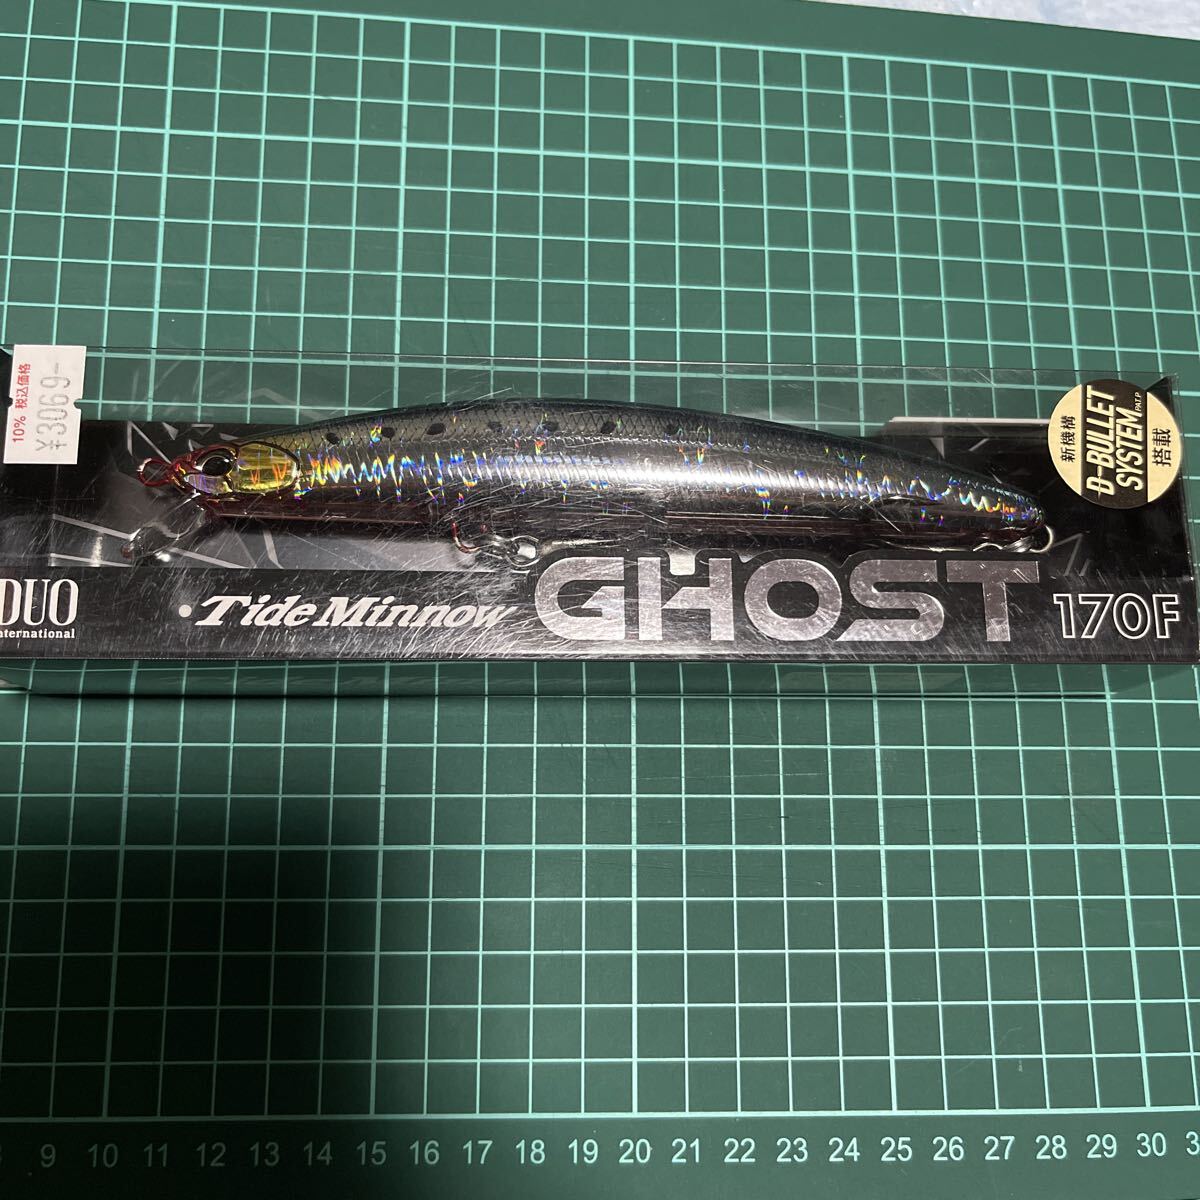 10% 税込価格
¥3069-
新機構
D-BULLET
SYSTEM PAT.P
搭載
DUO
International
Tide Minnow GHOST 170F
9 10 11 12 13 14 15 16 17 18 19 20 21 22 23 24 25 26 27 28 29 30